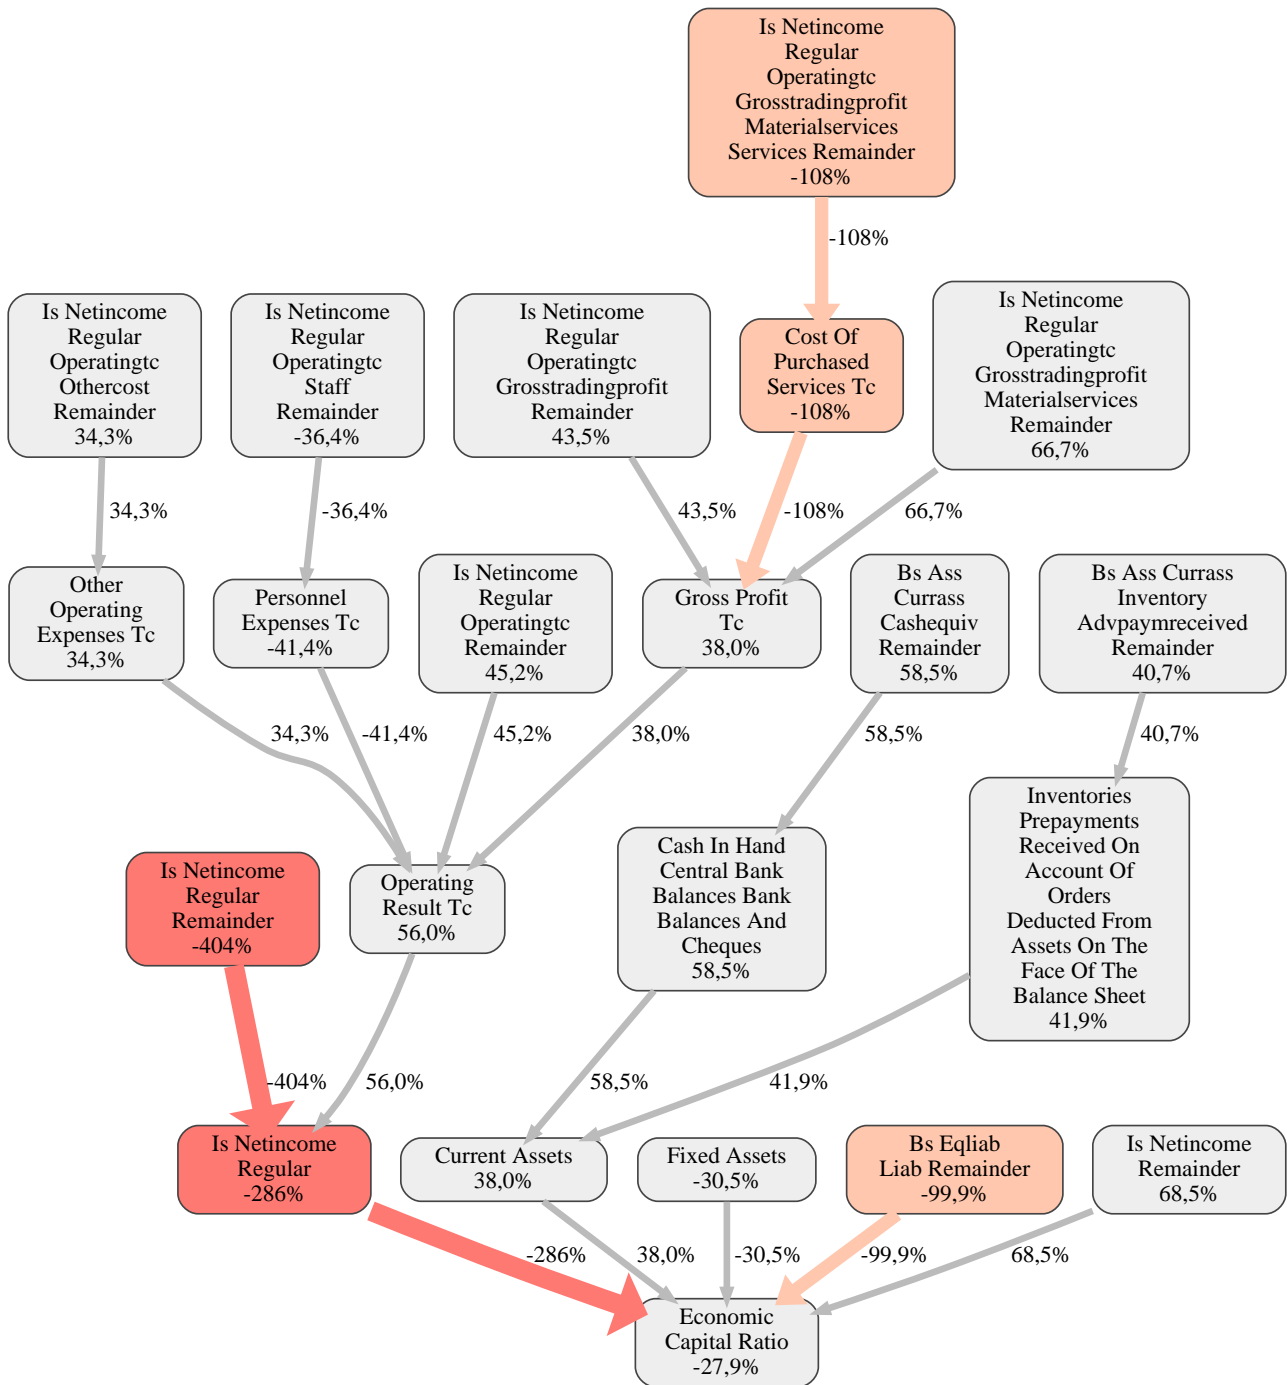 Is Netincome
Regular
Operatingtc
Grosstradingprofit
Materialservices
Services Remainder
-108%
-108%
Is Netincome
Regular
Operatingtc
Othercost
Remainder
34,3%
Is Netincome
Regular
Operatingtc
Staff
Remainder
-36,4%
Is Netincome
Regular
Operatingtc
Grosstradingprofit
Remainder
43,5%
Cost Of
Purchased
Services Tc
-108%
Is Netincome
Regular
Operatingtc
Grosstradingprofit
Materialservices
Remainder
66,7%
34,3%
-36,4%
43,5%
-108%
66,7%
Other
Operating
Expenses Tc
34,3%
Personnel
Expenses Tc
-41,4%
Is Netincome
Regular
Operatingtc
Remainder
45,2%
Gross Profit
Tc
38,0%
Bs Ass
Currass
Cashequiv
Remainder
58,5%
Bs Ass Currass
Inventory
Advpaymreceived
Remainder
40,7%
34,3%
-41,4%
45,2%
38,0%
58,5%
40,7%
Is Netincome
Regular
Remainder
-404%
Operating
Result Tc
56,0%
Cash In Hand
Central Bank
Balances Bank
Balances And
Cheques
58,5%
Inventories
Prepayments
Received On
Account Of
Orders
Deducted From
Assets On The
Face Of The
Balance Sheet
41,9%
-404%
56,0%
58,5%
41,9%
Is Netincome
Regular
-286%
Current Assets
38,0%
Fixed Assets
-30,5%
Bs Eqliab
Liab Remainder
-99,9%
Is Netincome
Remainder
68,5%
-286%
38,0%
-30,5%
-99,9%
68,5%
Economic
Capital Ratio
-27,9%